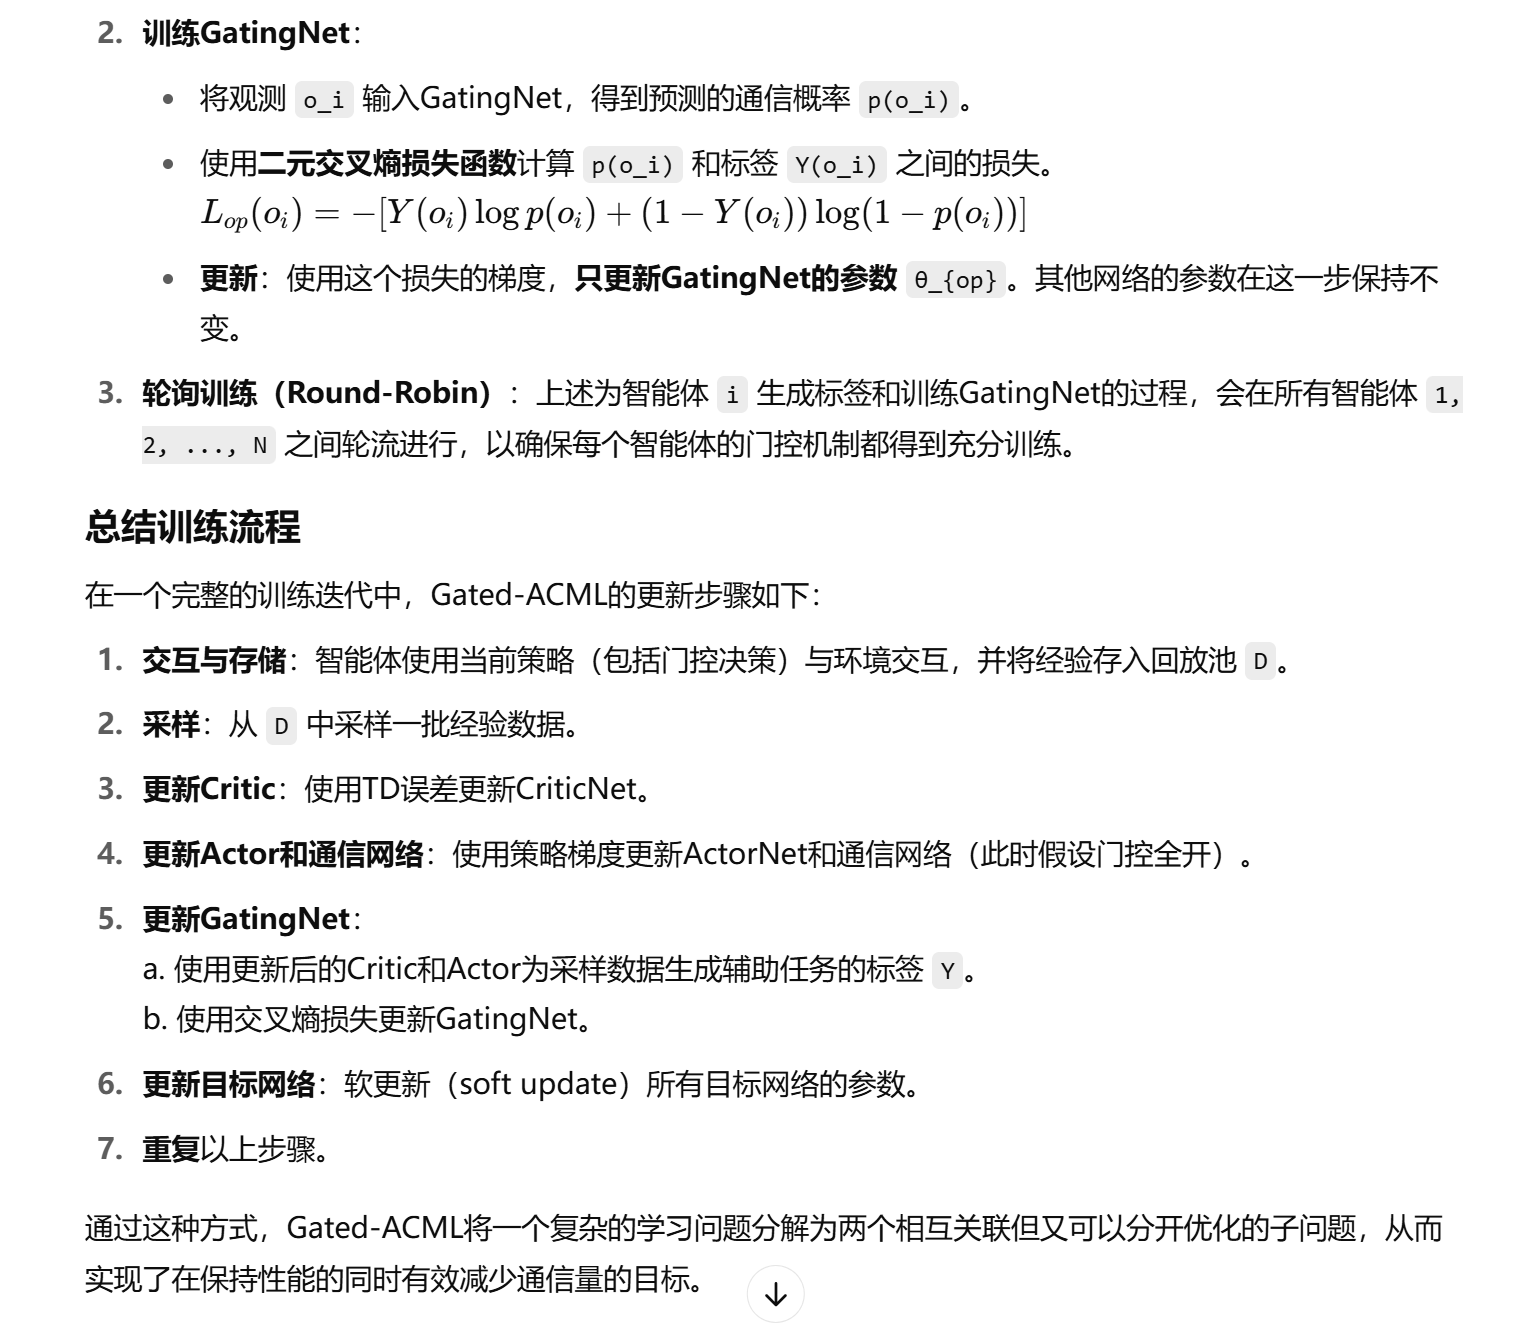 2. 训练GatingNet：
• 将观测 o_i 输入GatingNet，得到预测的通信概率 p(o_i) 。
• 使用二元交叉熵损失函数计算 p(o_i) 和标签 Y(o_i) 之间的损失。
L_{op}(o_i) = −[Y(o_i) log p(o_i) + (1 − Y(o_i)) log(1 − p(o_i))]
• 更新：使用这个损失的梯度，只更新GatingNet的参数 θ_{op} 。其他网络的参数在这一步保持不
变。
3. 轮询训练（Round-Robin）：上述为智能体 i 生成标签和训练GatingNet的过程，会在所有智能体 1,
2, ..., N 之间轮流进行，以确保每个智能体的门控机制都得到充分训练。
总结训练流程
在一个完整的训练迭代中，Gated-ACML的更新步骤如下：
1. 交互与存储：智能体使用当前策略（包括门控决策）与环境交互，并将经验存入回放池 D 。
2. 采样：从 D 中采样一批经验数据。
3. 更新Critic：使用TD误差更新CriticNet。
4. 更新Actor和通信网络：使用策略梯度更新ActorNet和通信网络（此时假设门控全开）。
5. 更新GatingNet：
a. 使用更新后的Critic和Actor为采样数据生成辅助任务的标签 Y 。
b. 使用交叉熵损失更新GatingNet。
6. 更新目标网络：软更新（soft update）所有目标网络的参数。
7. 重复以上步骤。
通过这种方式，Gated-ACML将一个复杂的学习问题分解为两个相互关联但又可以分开优化的子问题，从而
实现了在保持性能的同时有效减少通信量的目标。